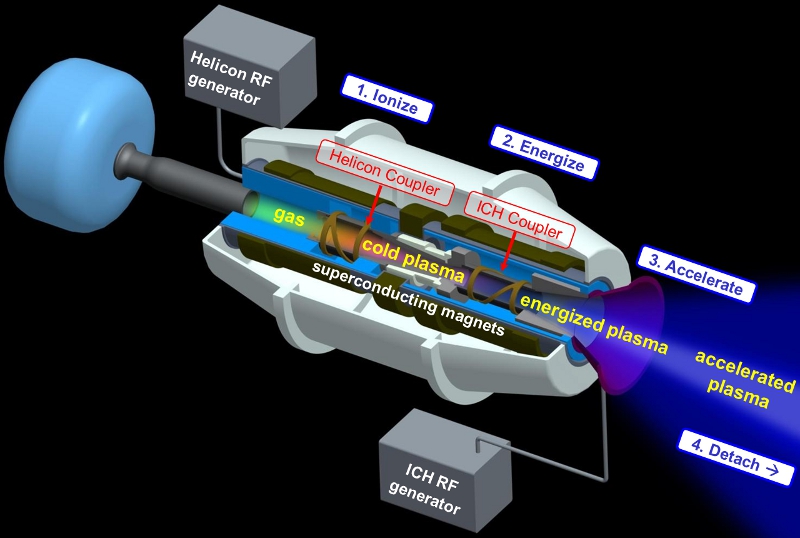 Helicon RF
generator
1. Ionize
2. Energize
Helicon Coupler
ICH Coupler
gas
cold plasma
superconducting magnets
energized plasma
3. Accelerate
accelerated
plasma
4. Detach →
ICH RF
generator